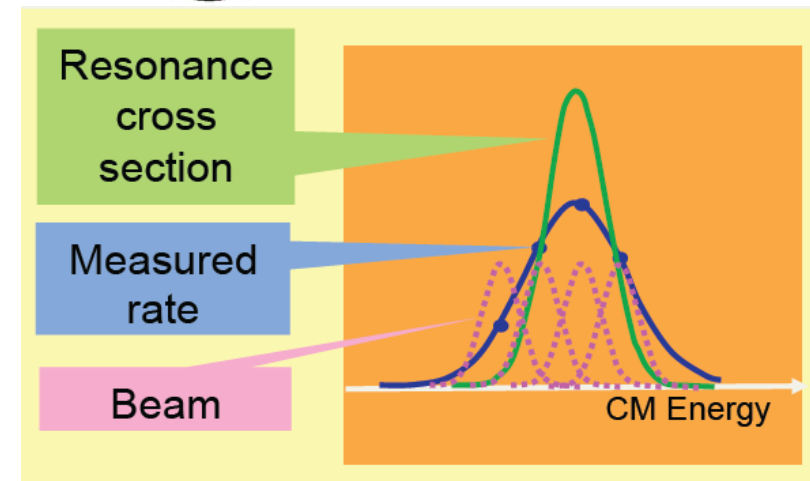 Resonance
cross
section
Measured
rate
Beam
CM Energy